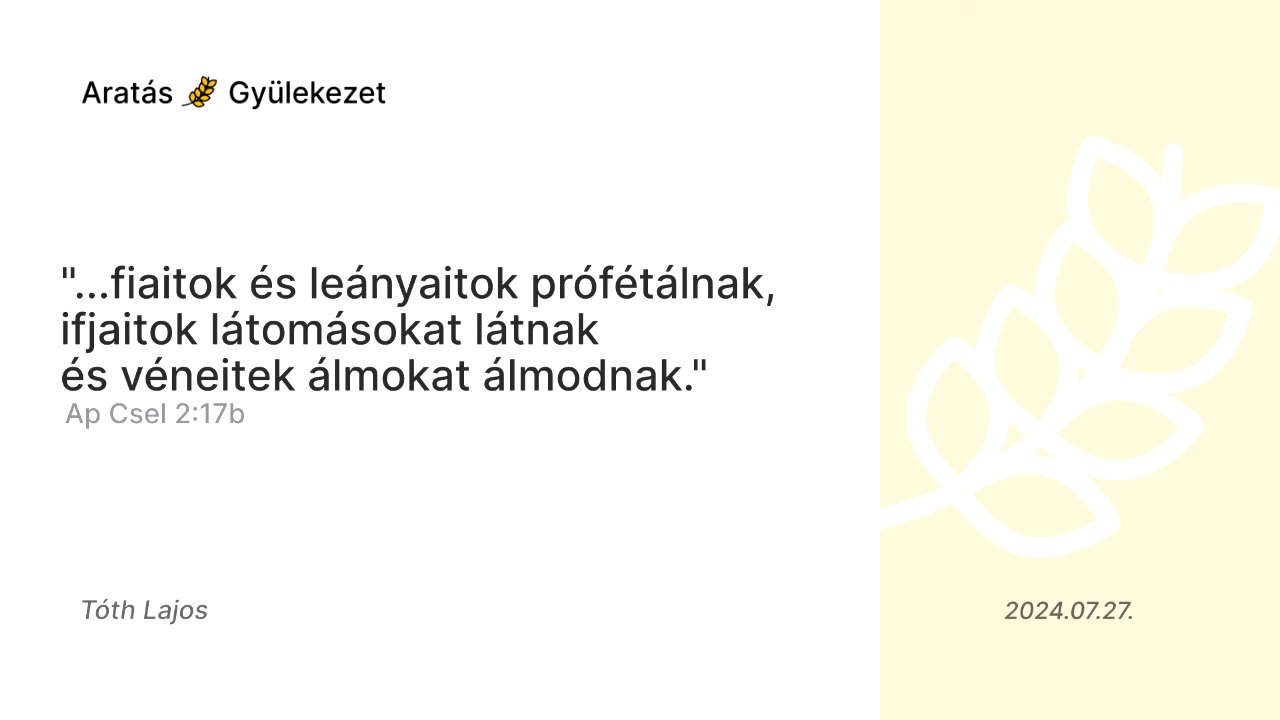 Aratás Gyülekezet
"...fiaitok és leányaitok prófétálnak,
ifjaitok látomásokat látnak
és véneitek álmokat álmodnak."
Ap Csel 2:17b
Tóth Lajos
2024.07.27.